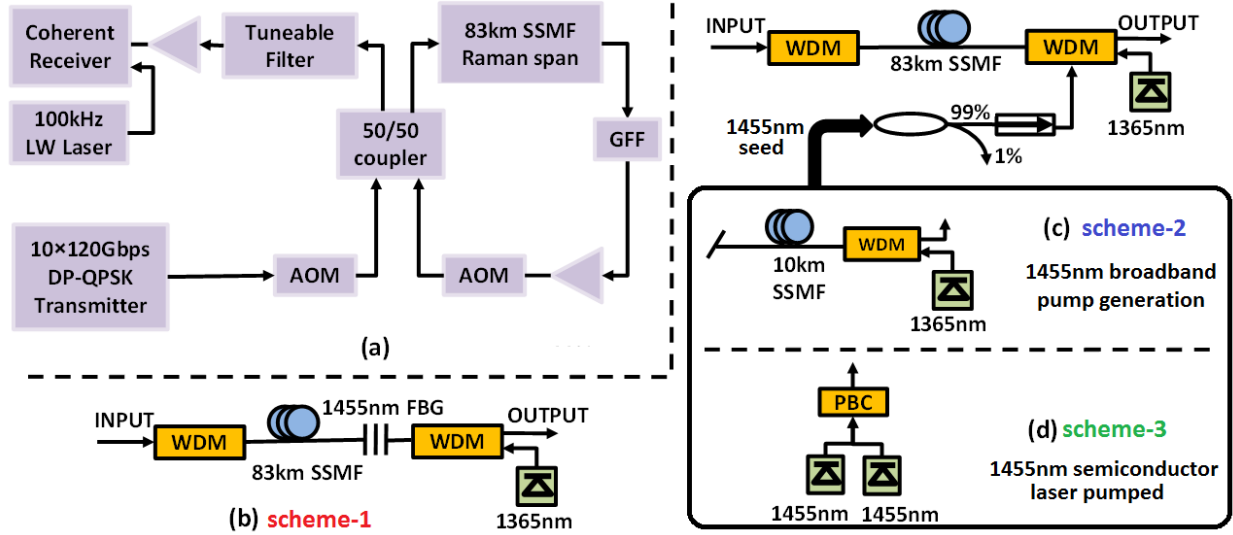 Coherent
Receiver
Tuneable
Filter
83km SSMF
Raman span
100kHz
LW Laser
50/50
coupler
GFF
10×120Gbps
DP-QPSK
Transmitter
AOM
AOM
(a)
INPUT
WDM
83km SSMF
1455nm FBG
WDM
OUTPUT
1365nm
(b) scheme-1
INPUT
WDM
83km SSMF
WDM
OUTPUT
1365nm
1455nm
seed
99%
1%
10km
SSMF
WDM
1365nm
(c) scheme-2
1455nm broadband
pump generation
PBC
1455nm
1455nm
(d) scheme-3
1455nm semiconductor
laser pumped